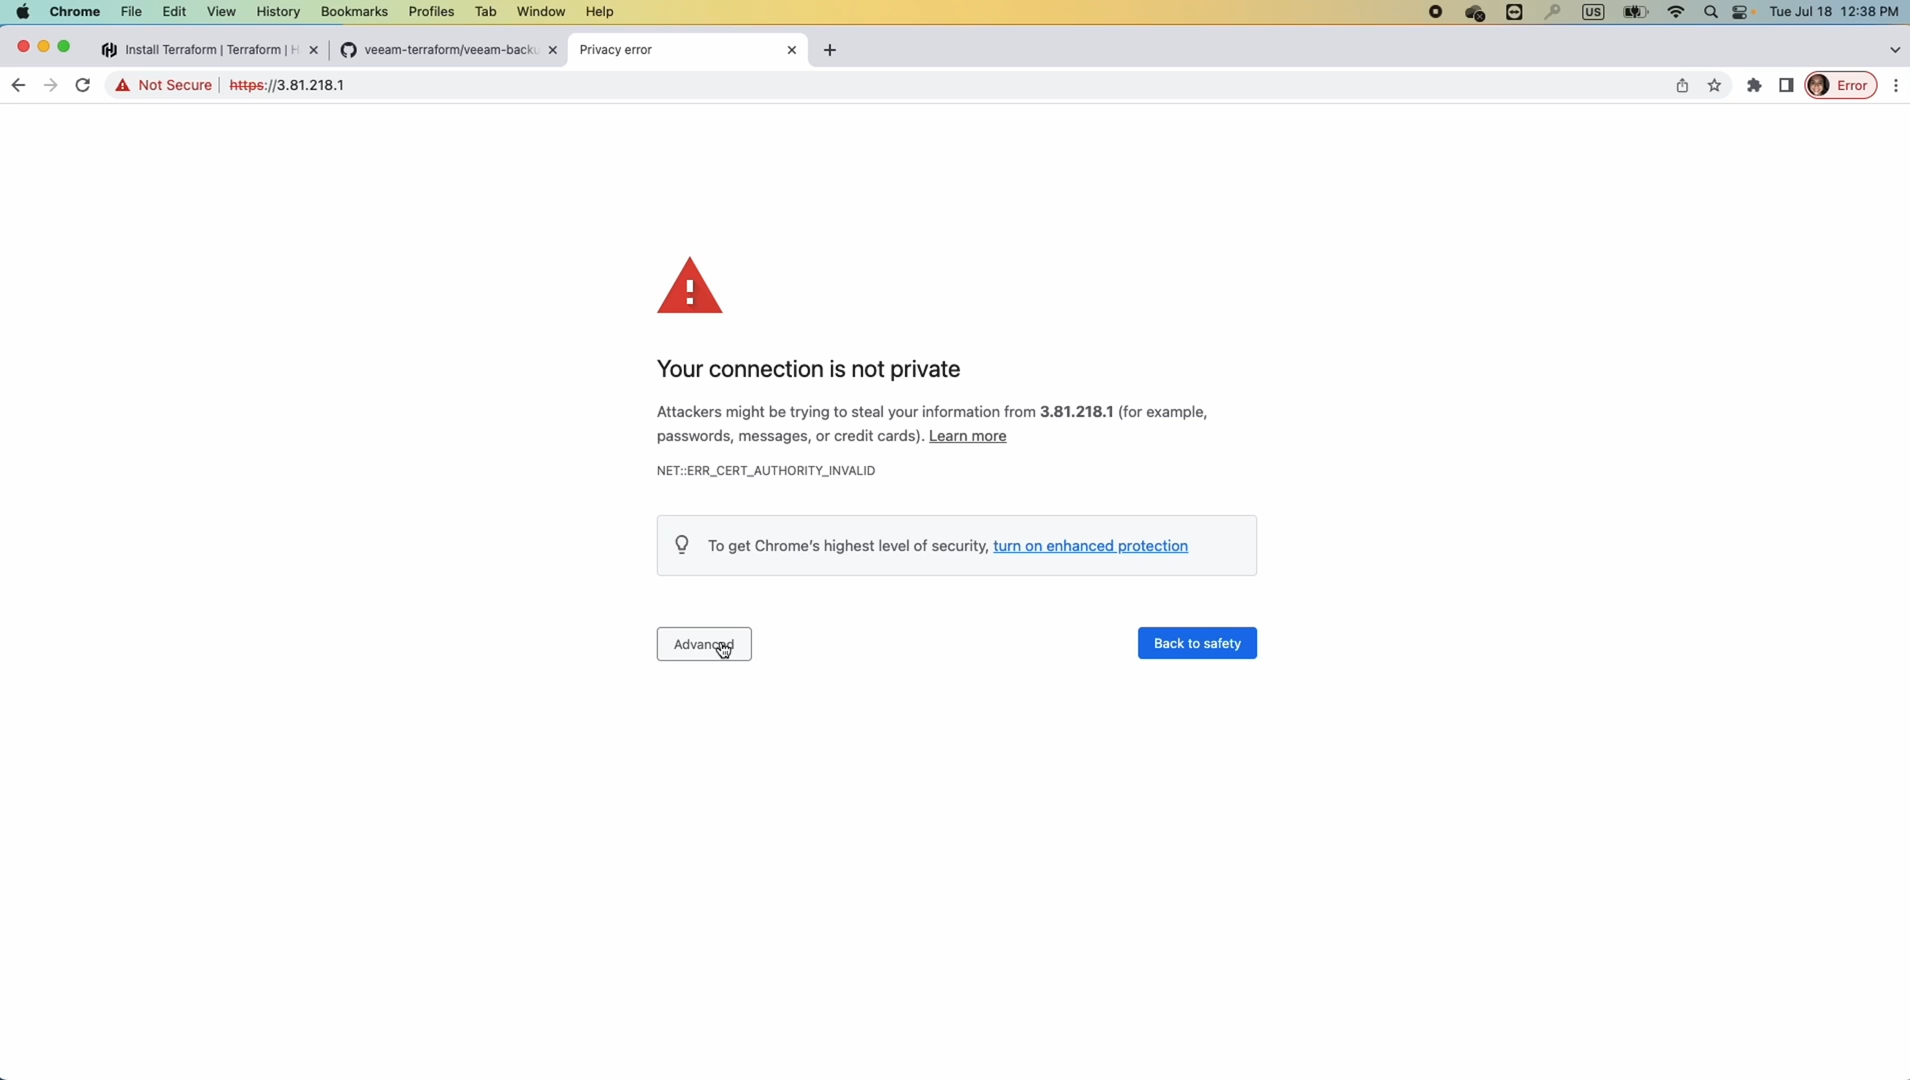 Chrome File Edit View History Bookmarks Profiles Tab Window Help US Tue Jul 18 12:38 PM
Install Terraform | Terraform | H veeam-terraform/veeam-backu Privacy error
Not Secure https://3.81.218.1 Error
Your connection is not private
Attackers might be trying to steal your information from 3.81.218.1 (for example,
passwords, messages, or credit cards). Learn more
NET::ERR_CERT_AUTHORITY_INVALID
To get Chrome's highest level of security, turn on enhanced protection
Advanced Back to safety